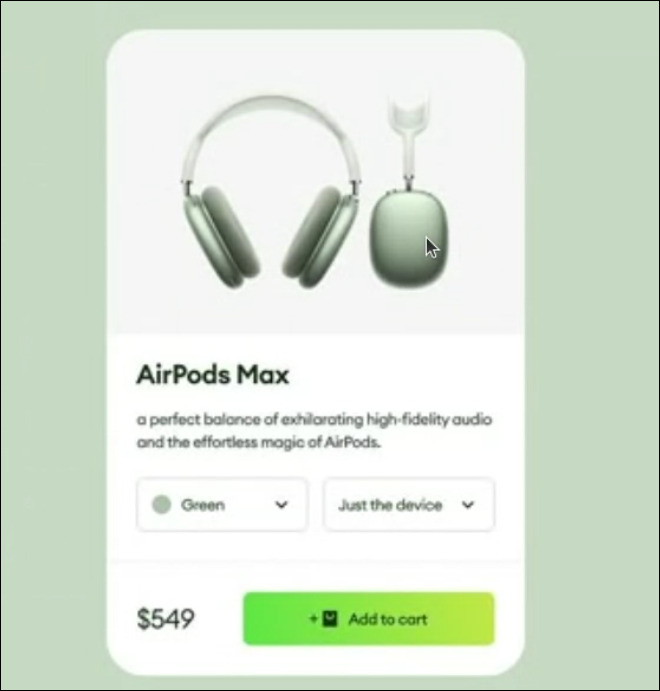 AirPods Max
a perfect balance of exhilarating high-fidelity audio
and the effortless magic of AirPods.
Green
Just the device
$549
+ Add to cart